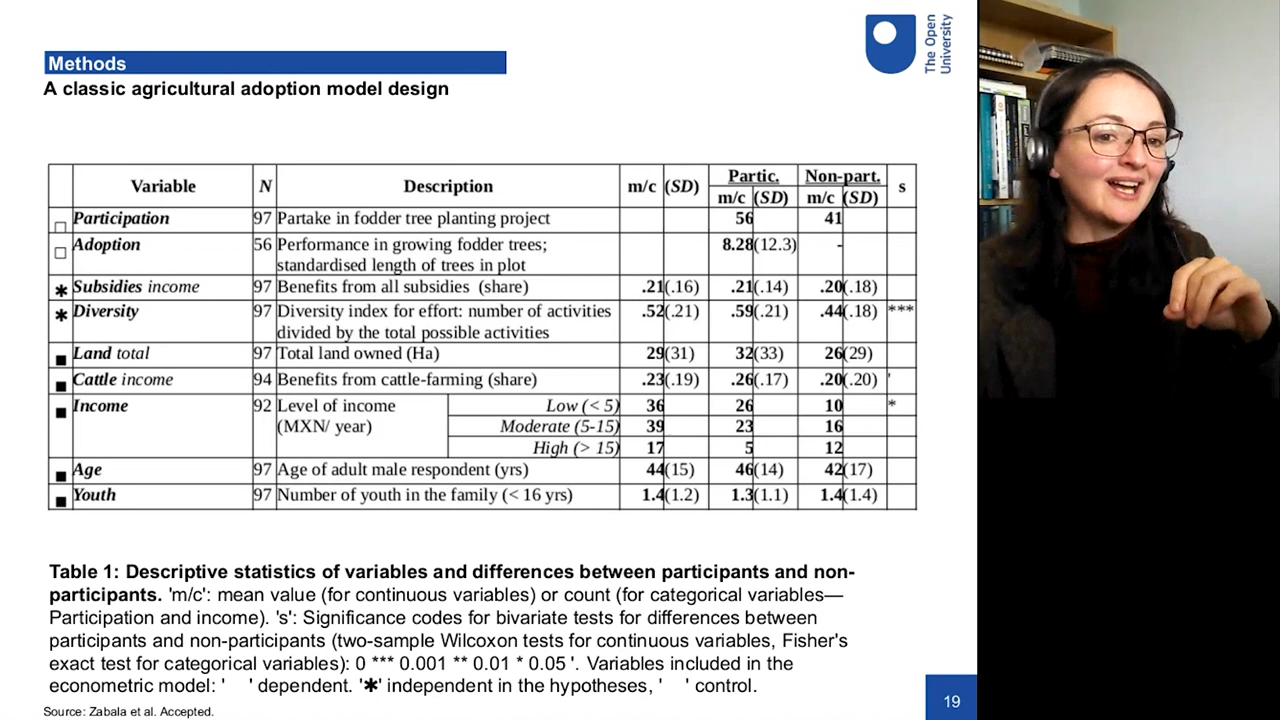 The Open
University
Methods
A classic agricultural adoption model design
Variable N Description m/c (SD) Partic. Non-part. s
m/c (SD) m/c (SD)
□ Participation 97 Partake in fodder tree planting project 56 41
□ Adoption 56 Performance in growing fodder trees; 8.28 (12.3) -
standardised length of trees in plot
✱ Subsidies income 97 Benefits from all subsidies (share) .21 (.16) .21 (.14) .20 (.18)
✱ Diversity 97 Diversity index for effort: number of activities .52 (.21) .59 (.21) .44 (.18) ***
divided by the total possible activities
■ Land total 97 Total land owned (Ha) 29 (31) 32 (33) 26 (29)
■ Cattle income 94 Benefits from cattle-farming (share) .23 (.19) .26 (.17) .20 (.20) '
■ Income 92 Level of income Low (< 5) 36 26 10 *
(MXN/ year) Moderate (5-15) 39 23 16
High (> 15) 17 5 12
■ Age 97 Age of adult male respondent (yrs) 44 (15) 46 (14) 42 (17)
■ Youth 97 Number of youth in the family (< 16 yrs) 1.4 (1.2) 1.3 (1.1) 1.4 (1.4)
Table 1: Descriptive statistics of variables and differences between participants and non-
participants. 'm/c': mean value (for continuous variables) or count (for categorical variables—
Participation and income). 's': Significance codes for bivariate tests for differences between
participants and non-participants (two-sample Wilcoxon tests for continuous variables, Fisher's
exact test for categorical variables): 0 *** 0.001 ** 0.01 * 0.05 '. Variables included in the
econometric model: ' ' dependent. '✱' independent in the hypotheses, ' ' control.
Source: Zabala et al. Accepted.
19